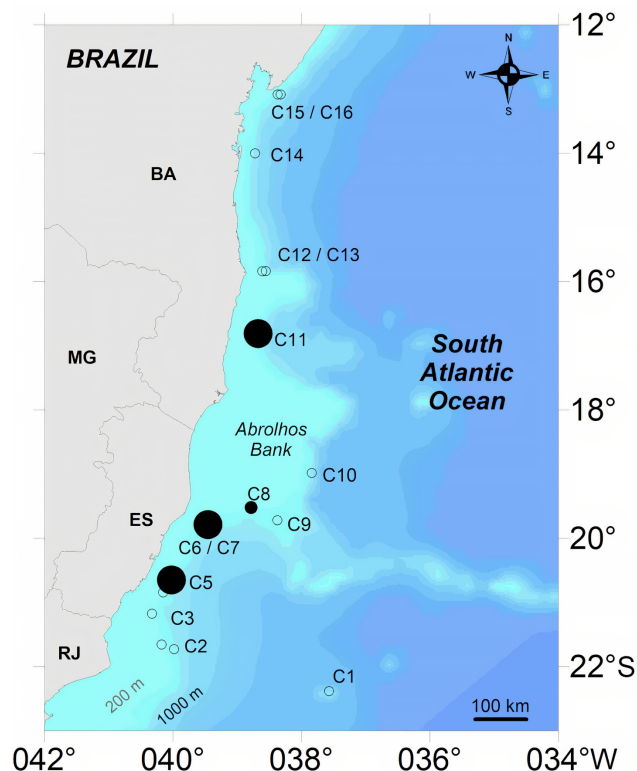 12°
BRAZIL
N
W
E
S
C15 / C16
14°
C14
BA
C12 / C13
16°
C11
MG
South
Atlantic
Ocean
18°
Abrolhos
Bank
C10
C8
ES
C9
20°
C6 / C7
C5
C3
C2
RJ
22°S
C1
200 m
1000 m
100 km
042°
040°
038°
036°
034°W